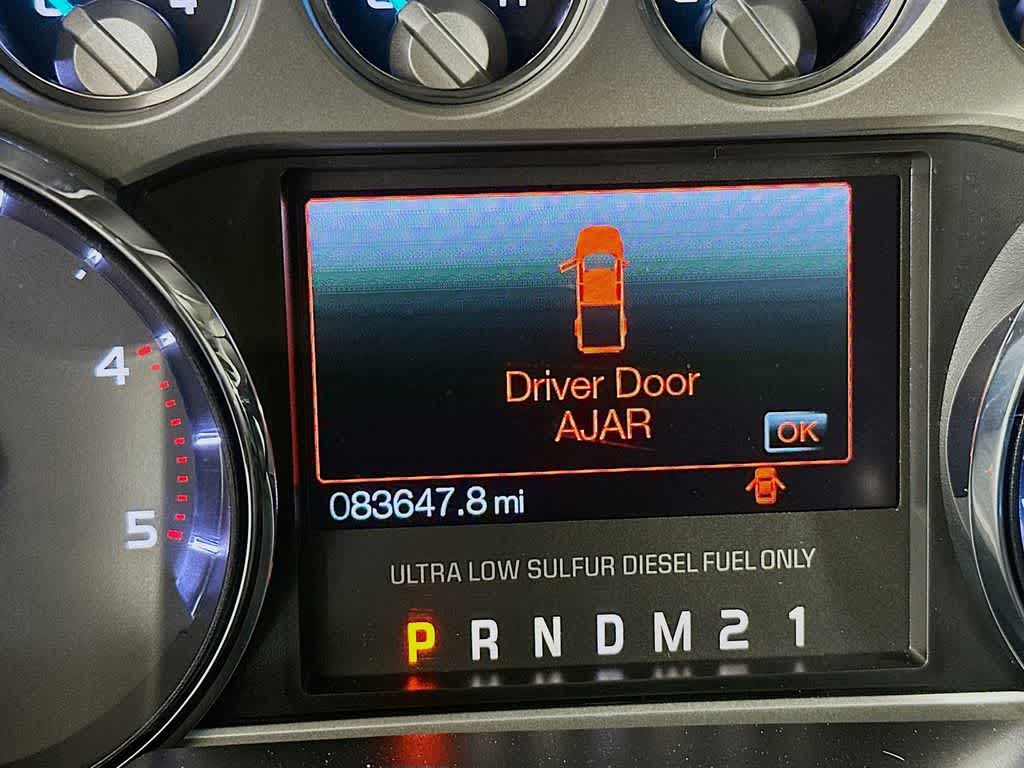 4
5
Driver Door
AJAR
OK
083647.8 mi
ULTRA LOW SULFUR DIESEL FUEL ONLY
P R N D M 2 1